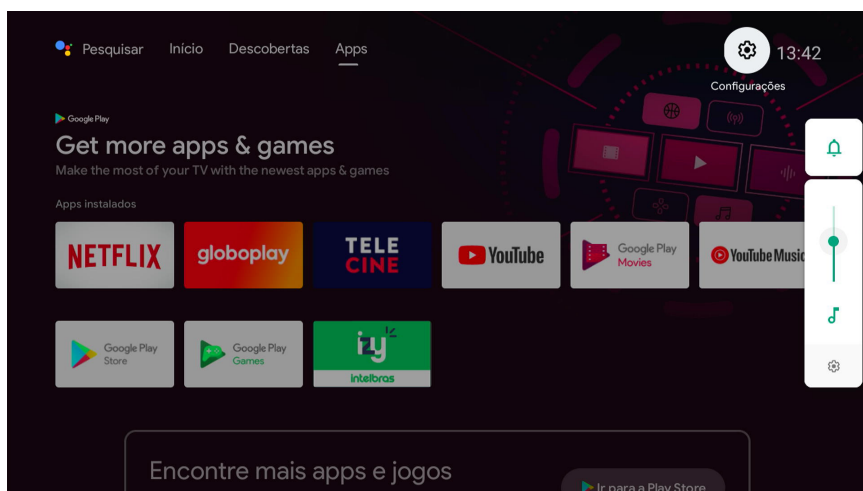 Pesquisar Início Descobertas Apps
13:42
Configurações
Google Play
Get more apps & games
Make the most of your TV with the newest apps & games
Apps instalados
NETFLIX
globoplay
TELE
CINE
YouTube
Google Play
Movies
YouTube Music
Google Play
Store
Google Play
Games
izy
intelbras
Encontre mais apps e jogos
Ir para a Play Store